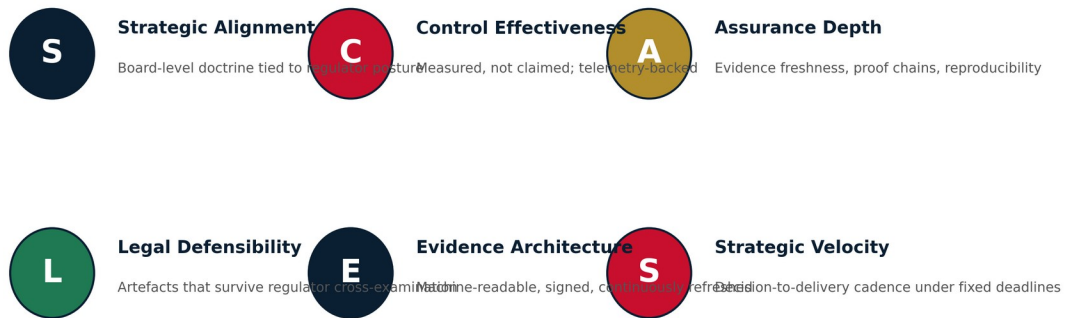 S
Strategic Alignment
Board-level doctrine tied to regulator posture
C
Control Effectiveness
Measured, not claimed; telemetry-backed
A
Assurance Depth
Evidence freshness, proof chains, reproducibility
L
Legal Defensibility
Artefacts that survive regulator cross-examination
E
Evidence Architecture
Machine-readable, signed, continuously refreshed
S
Strategic Velocity
Decision-to-delivery cadence under fixed deadlines